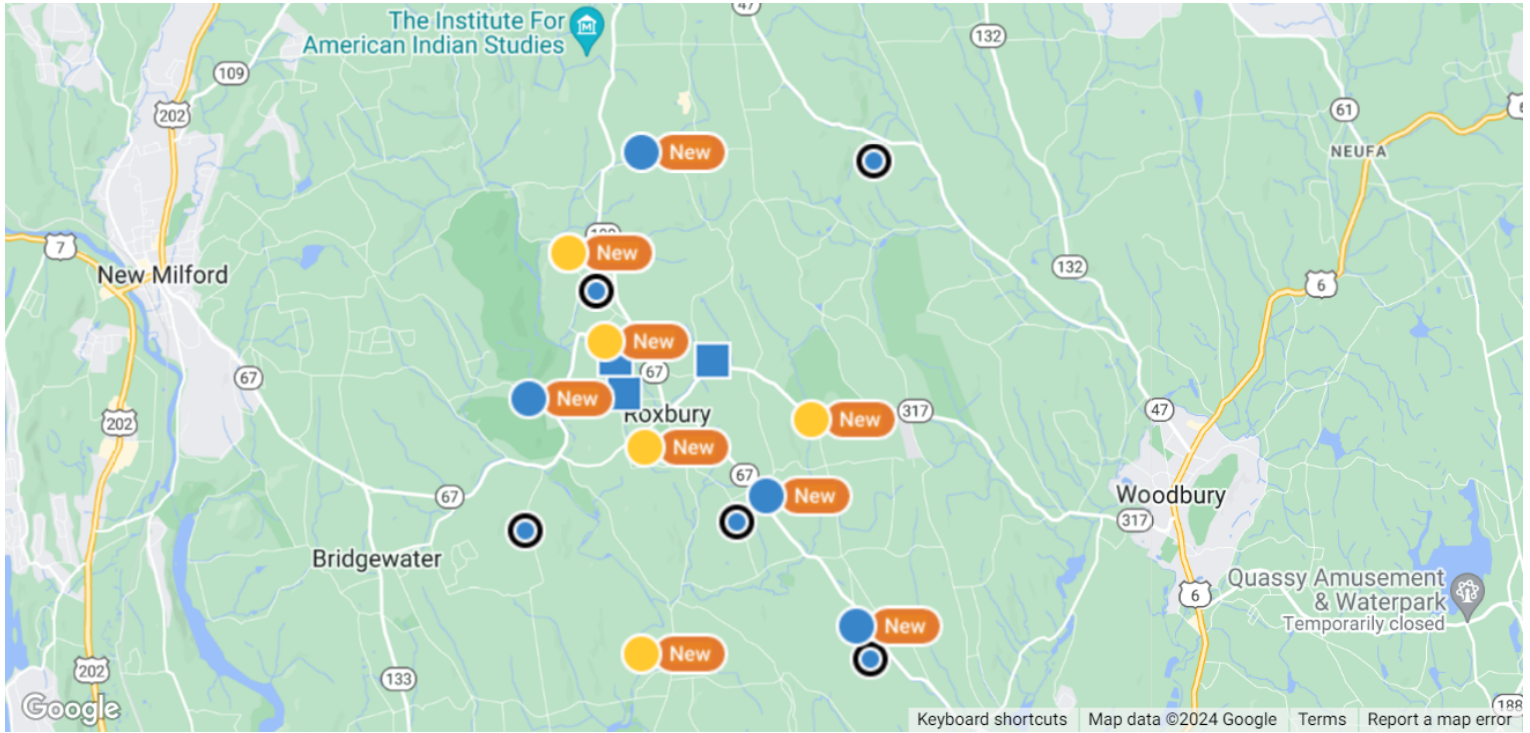 47
The Institute For
American Indian Studies
132
109
202
61
6
New
NEUFA
New
7
New Milford
132
6
New
67
67
New
47
317
New
202
Roxbury
New
67
New
67
Woodbury
317
Bridgewater
Quassy Amusement
& Waterpark
Temporarily closed
6
New
New
202
133
Google
188
Keyboard shortcuts
Map data ©2024 Google
Terms
Report a map error